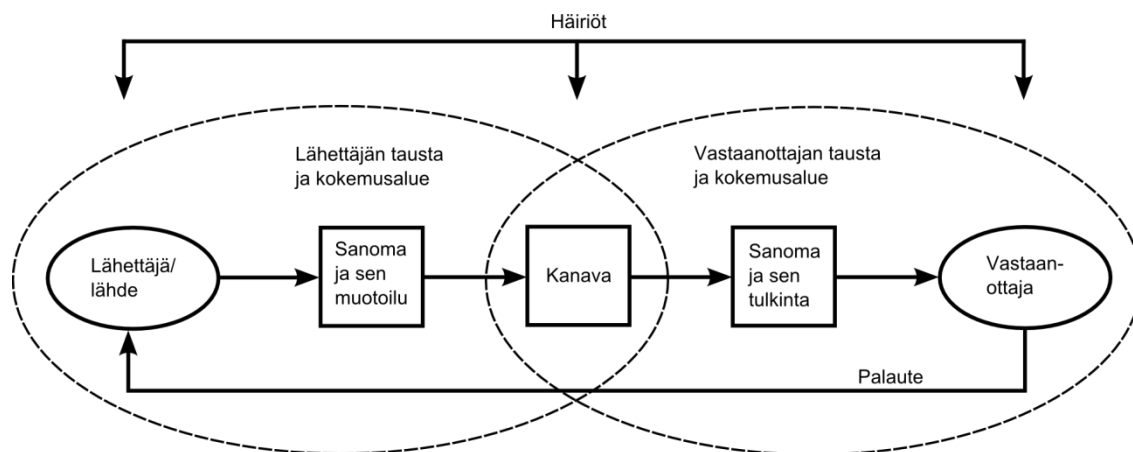 Häiriöt
Lähettäjän tausta
ja kokemusalue
Vastaanottajan tausta
ja kokemusalue
Lähettäjä/
lähde
Sanoma
ja sen
muotoilu
Kanava
Sanoma
ja sen
tulkinta
Vastaan-
ottaja
Palaute